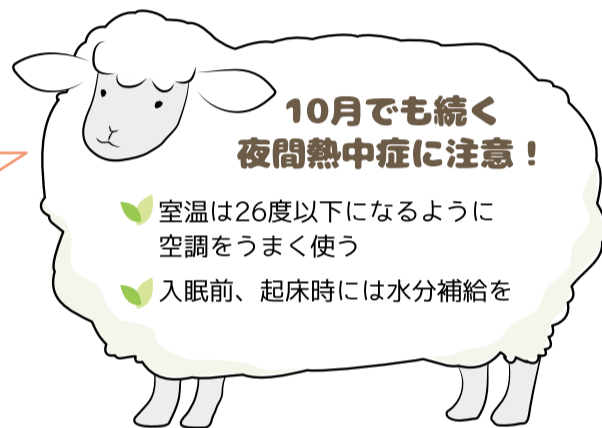 10月でも続く
夜間熱中症に注意！
室温は26度以下になるように
空調をうまく使う
入眠前、起床時には水分補給を